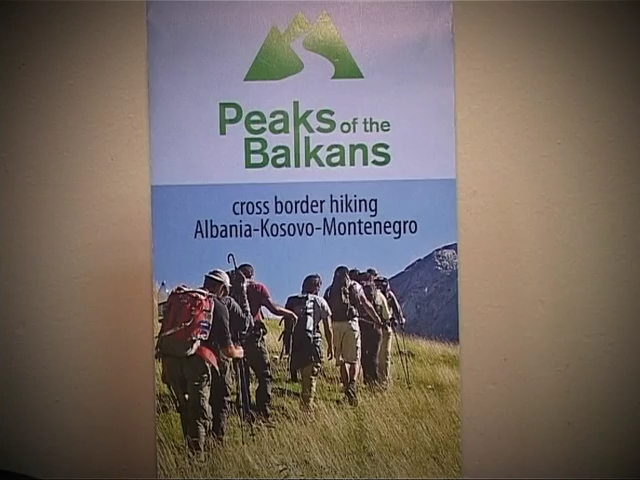 Peaks of the
Balkans
cross border hiking
Albania-Kosovo-Montenegro